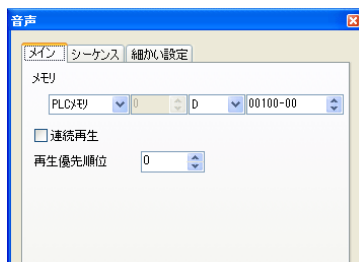 音声
メイン シーケンス 細かい設定
メモリ
PLCメモリ 0 D 00100-00
連続再生
再生優先順位 0